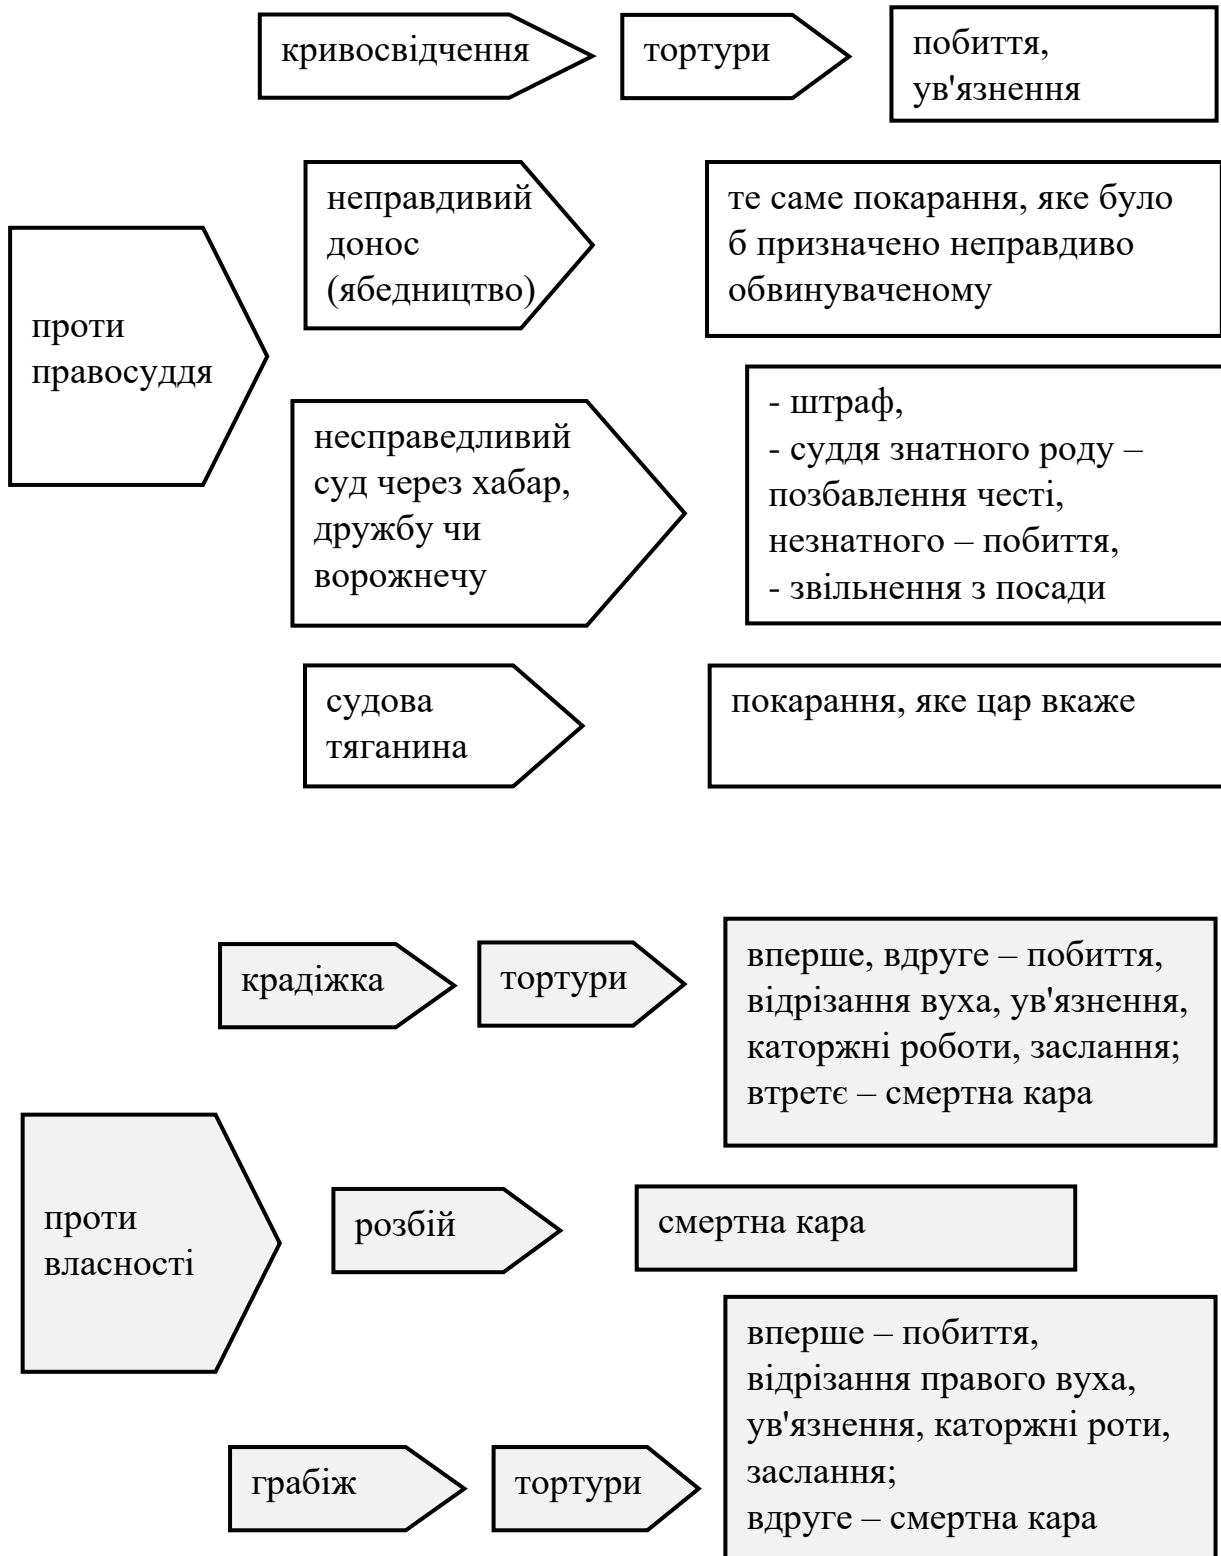 кривосвідчення
тортури
побиття,
ув'язнення
проти
правосуддя
неправдивий
донос
(ябедництво)
те саме покарання, яке було
б призначено неправдиво
обвинуваченому
несправедливий
суд через хабар,
дружбу чи
ворожнечу
- штраф,
- суддя знатного роду –
позбавлення честі,
незнатного – побиття,
- звільнення з посади
судова
тяганина
покарання, яке цар вкаже
проти
власності
крадіжка
тортури
вперше, вдруге – побиття,
відрізання вуха, ув'язнення,
каторжні роботи, заслання;
втретє – смертна кара
розбій
смертна кара
грабіж
тортури
вперше – побиття,
відрізання правого вуха,
ув'язнення, каторжні роти,
заслання;
вдруге – смертна кара